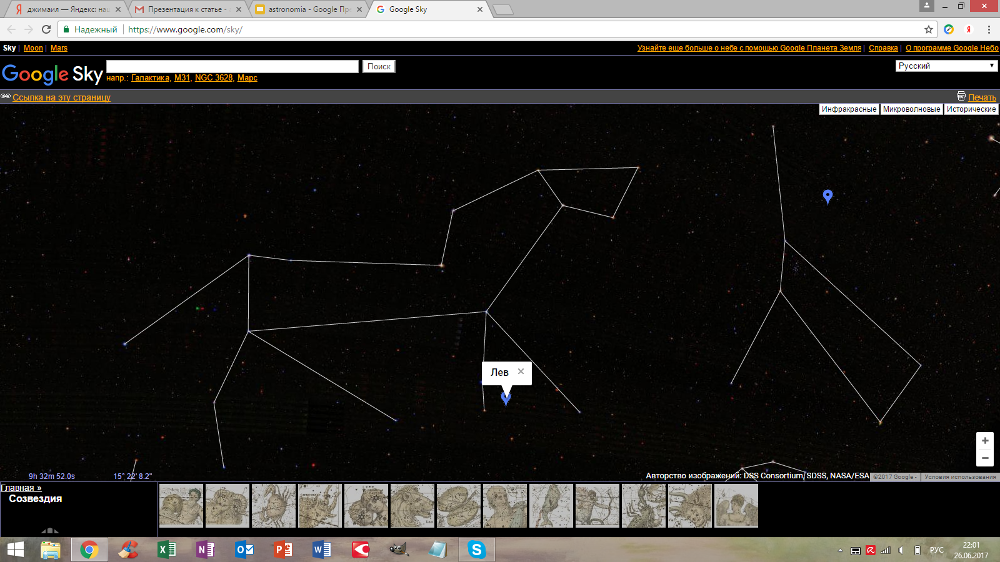 джимаил — Яндекс: наш
Презентация к статье - a
astronomia - Google Пре
Google Sky
Надежный
https://www.google.com/sky/
Sky | Moon | Mars
Узнайте еще больше о небе с помощью Google Планета Земля | Справка | О программе Google Небо
Google Sky
Поиск
Русский
напр.: Галактика, M31, NGC 3628, Марс
Ссылка на эту страницу
Печать
Инфракрасные
Микроволновые
Исторические
Лев
+
−
9h 32m 52.0s
15° 22' 8.2"
Авторство изображений: DSS Consortium, SDSS, NASA/ESA
©2017 Google -
Условия использования
Главная »
Созвездия
РУС
22:01
26.06.2017